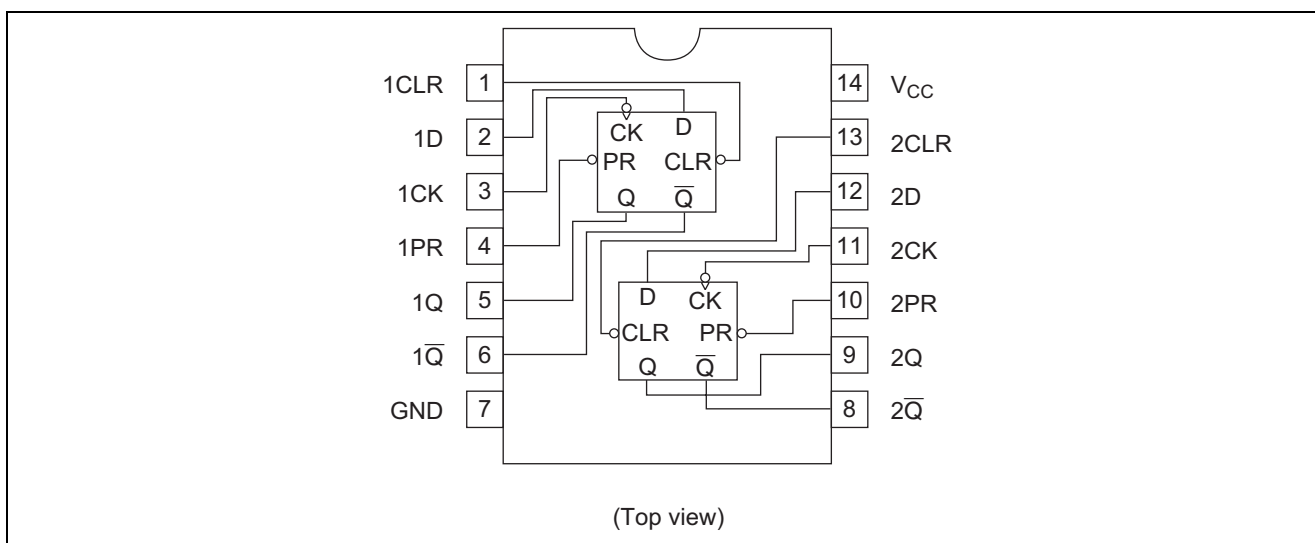 1CLR 1
1D 2
1CK 3
1PR 4
1Q 5
1Q̅ 6
GND 7
14 VCC
13 2CLR
12 2D
11 2CK
10 2PR
9 2Q
8 2Q̅
CK D
PR CLR
Q Q̅
D CK
CLR PR
Q Q̅
(Top view)